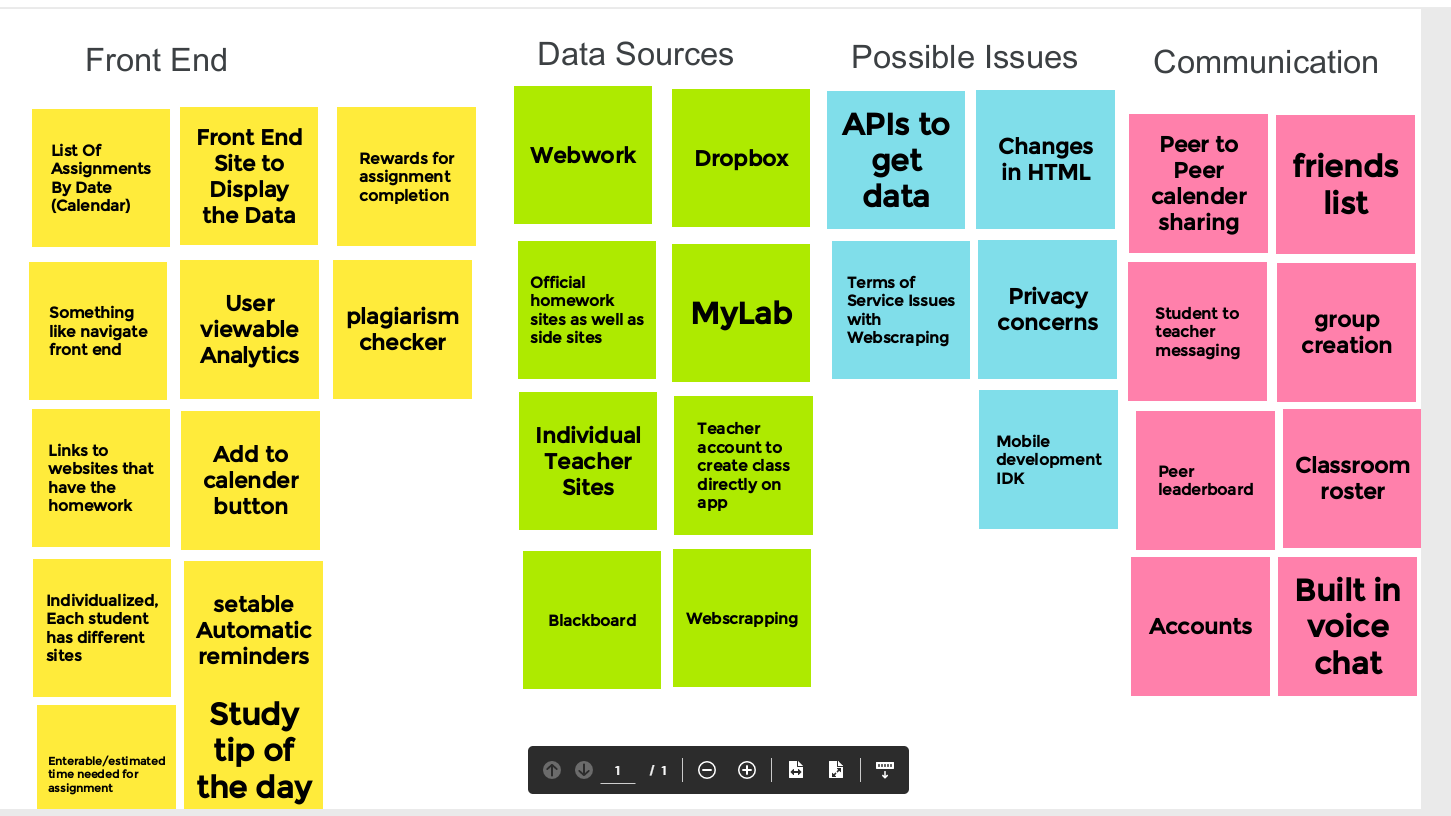 Front End
List Of
Assignments
By Date
(Calendar)
Front End
Site to
Display
the Data
Rewards for
assignment
completion
Something
like navigate
front end
User
viewable
Analytics
plagiarism
checker
Links to
websites that
have the
homework
Add to
calender
button
Individualized,
Each student
has different
sites
setable
Automatic
reminders
Enterable/estimated
time needed for
assignment
Study
tip of
the day
Data Sources
Webwork
Dropbox
Official
homework
sites as well as
side sites
MyLab
Individual
Teacher
Sites
Teacher
account to
create class
directly on
app
Blackboard
Webscrapping
Possible Issues
APIs to
get
data
Changes
in HTML
Terms of
Service Issues
with
Webscraping
Privacy
concerns
Mobile
development
IDK
Communication
Peer to
Peer
calender
sharing
friends
list
Student to
teacher
messaging
group
creation
Peer
leaderboard
Classroom
roster
Accounts
Built in
voice
chat
1 / 1